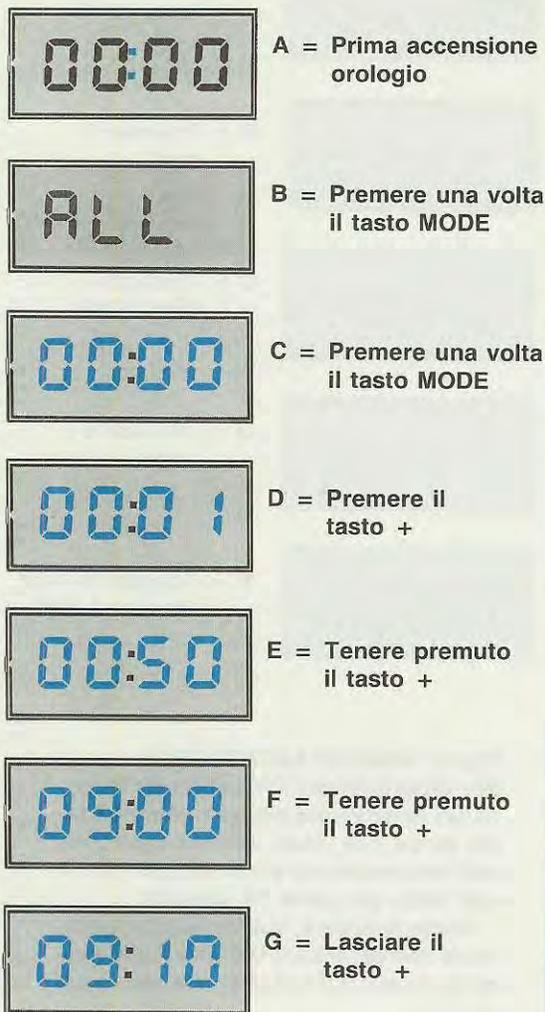 00:00
A = Prima accensione
orologio
ALL
B = Premere una volta
il tasto MODE
00:00
C = Premere una volta
il tasto MODE
00:01
D = Premere il
tasto +
00:50
E = Tenere premuto
il tasto +
09:00
F = Tenere premuto
il tasto +
09:10
G = Lasciare il
tasto +